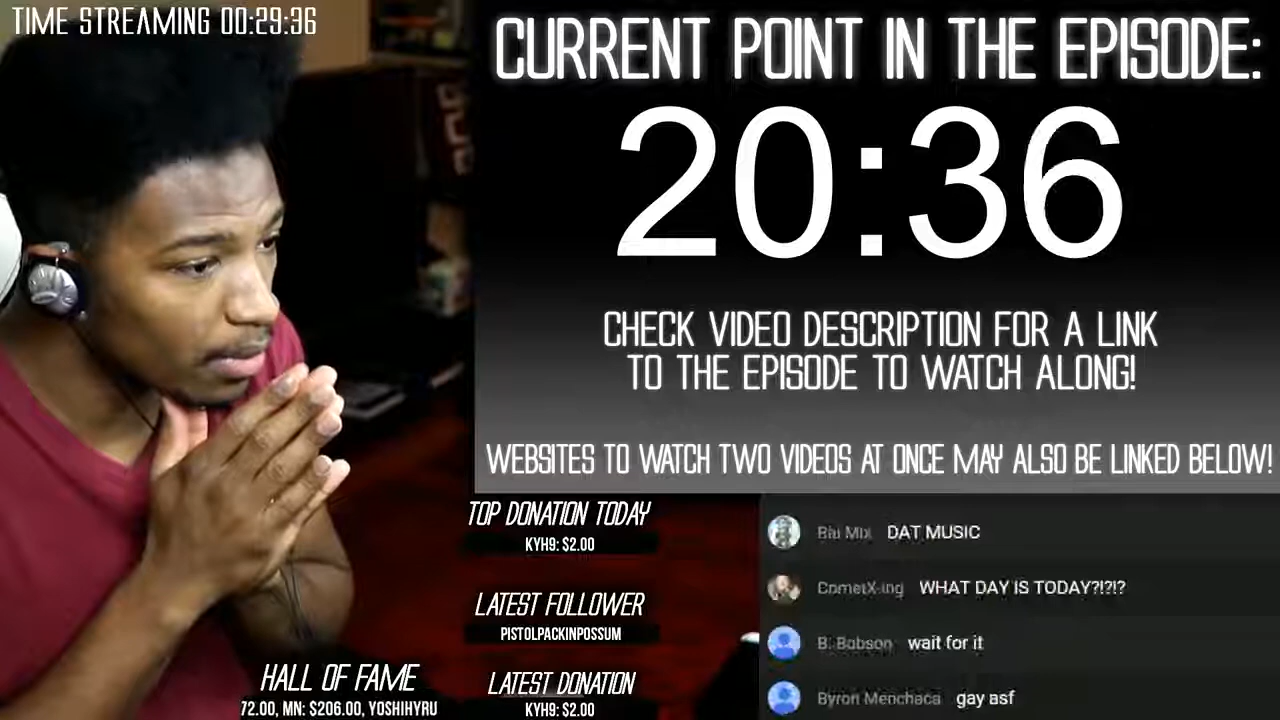 TIME STREAMING 00:29:36
CURRENT POINT IN THE EPISODE:
20:36
CHECK VIDEO DESCRIPTION FOR A LINK
TO THE EPISODE TO WATCH ALONG!
WEBSITES TO WATCH TWO VIDEOS AT ONCE MAY ALSO BE LINKED BELOW!
TOP DONATION TODAY
KYH9: $2.00
LATEST FOLLOWER
PISTOLPACKINPOSSUM
LATEST DONATION
KYH9: $2.00
HALL OF FAME
72.00, MN: $206.00, YOSHIHYRU
DAT MUSIC
WHAT DAY IS TODAY?!?!?
B. Babson wait for it
Byron Menchaca gay asf